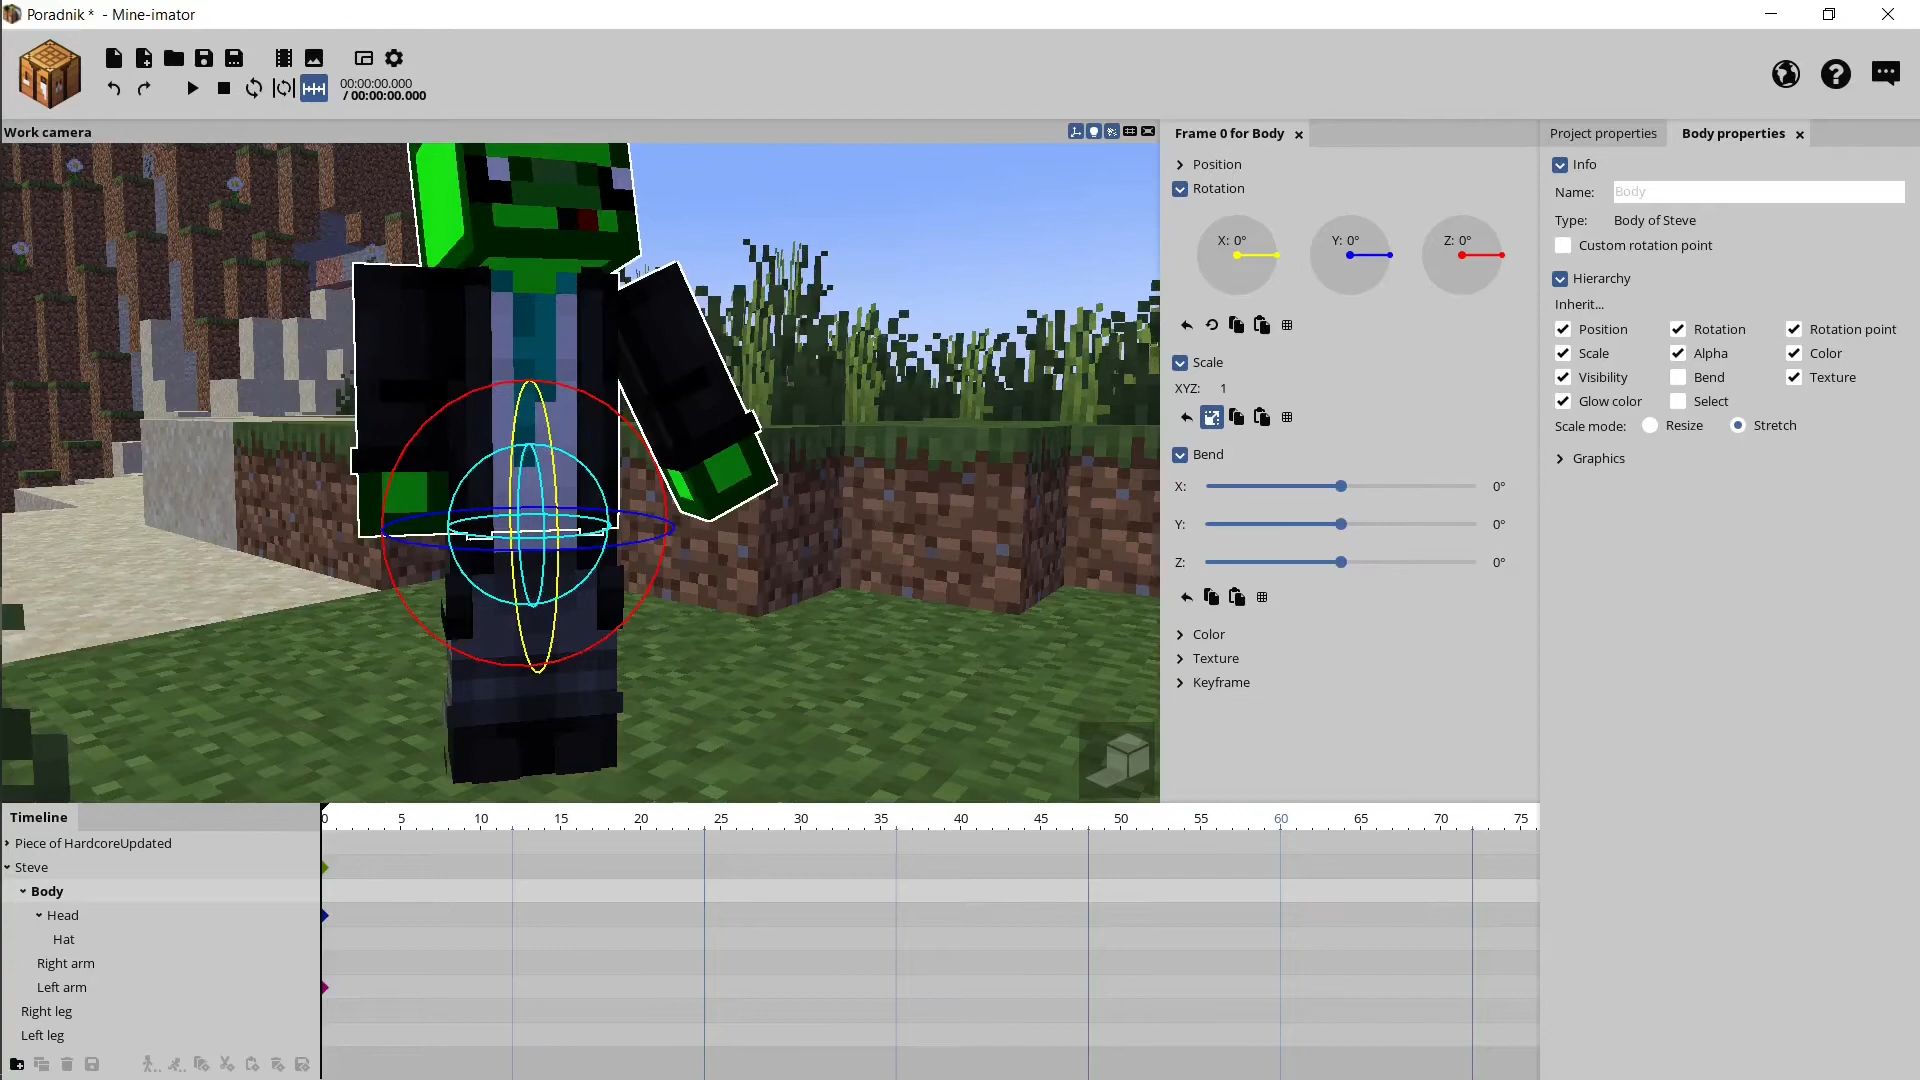 Poradnik * - Mine-imator
00:00:00.000
/ 00:00:00.000
Work camera
Frame 0 for Body
Position
Rotation
X: 0°
Y: 0°
Z: 0°
Scale
XYZ: 1
Bend
X: 0°
Y: 0°
Z: 0°
Color
Texture
Keyframe
Project properties
Body properties
Info
Name: Body
Type: Body of Steve
Custom rotation point
Hierarchy
Inherit...
Position Rotation Rotation point
Scale Alpha Color
Visibility Bend Texture
Glow color Select
Scale mode: Resize Stretch
Graphics
Timeline
0 5 10 15 20 25 30 35 40 45 50 55 60 65 70 75
Piece of HardcoreUpdated
Steve
Body
Head
Hat
Right arm
Left arm
Right leg
Left leg